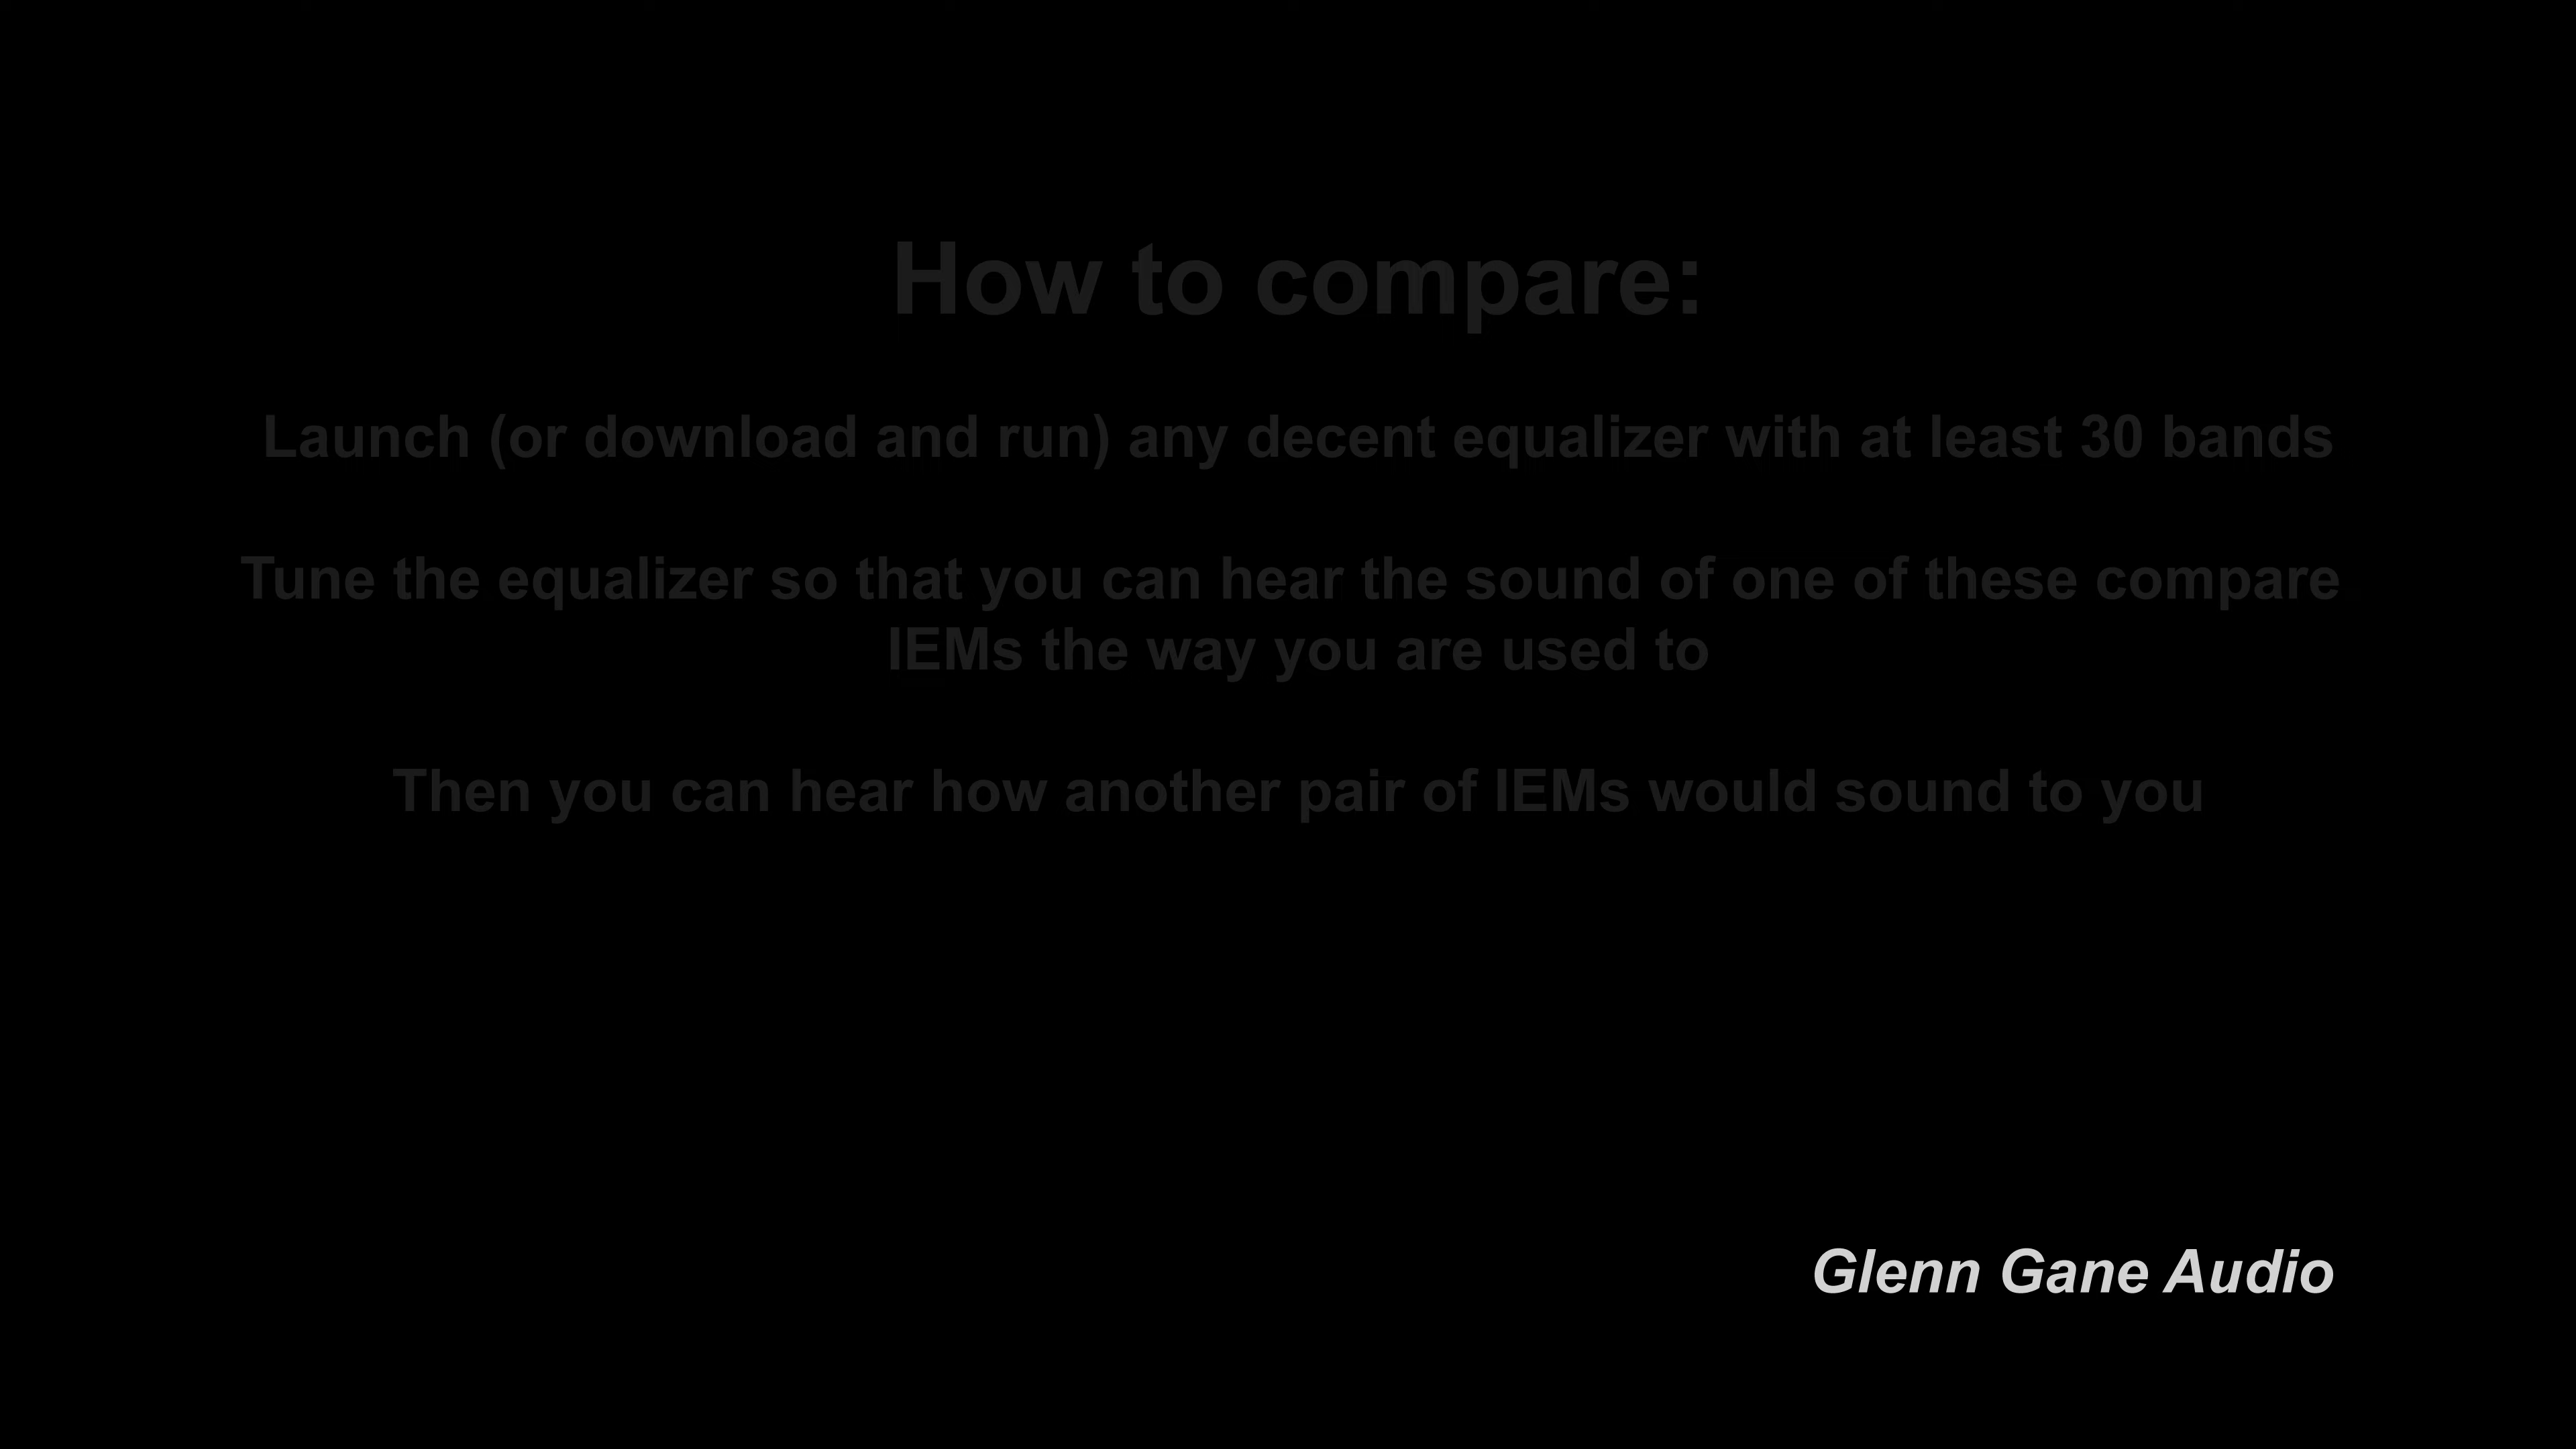 How to compare:
Launch (or download and run) any decent equalizer with at least 30 bands
Tune the equalizer so that you can hear the sound of one of these compare
IEMs the way you are used to
Then you can hear how another pair of IEMs would sound to you
Glenn Gane Audio